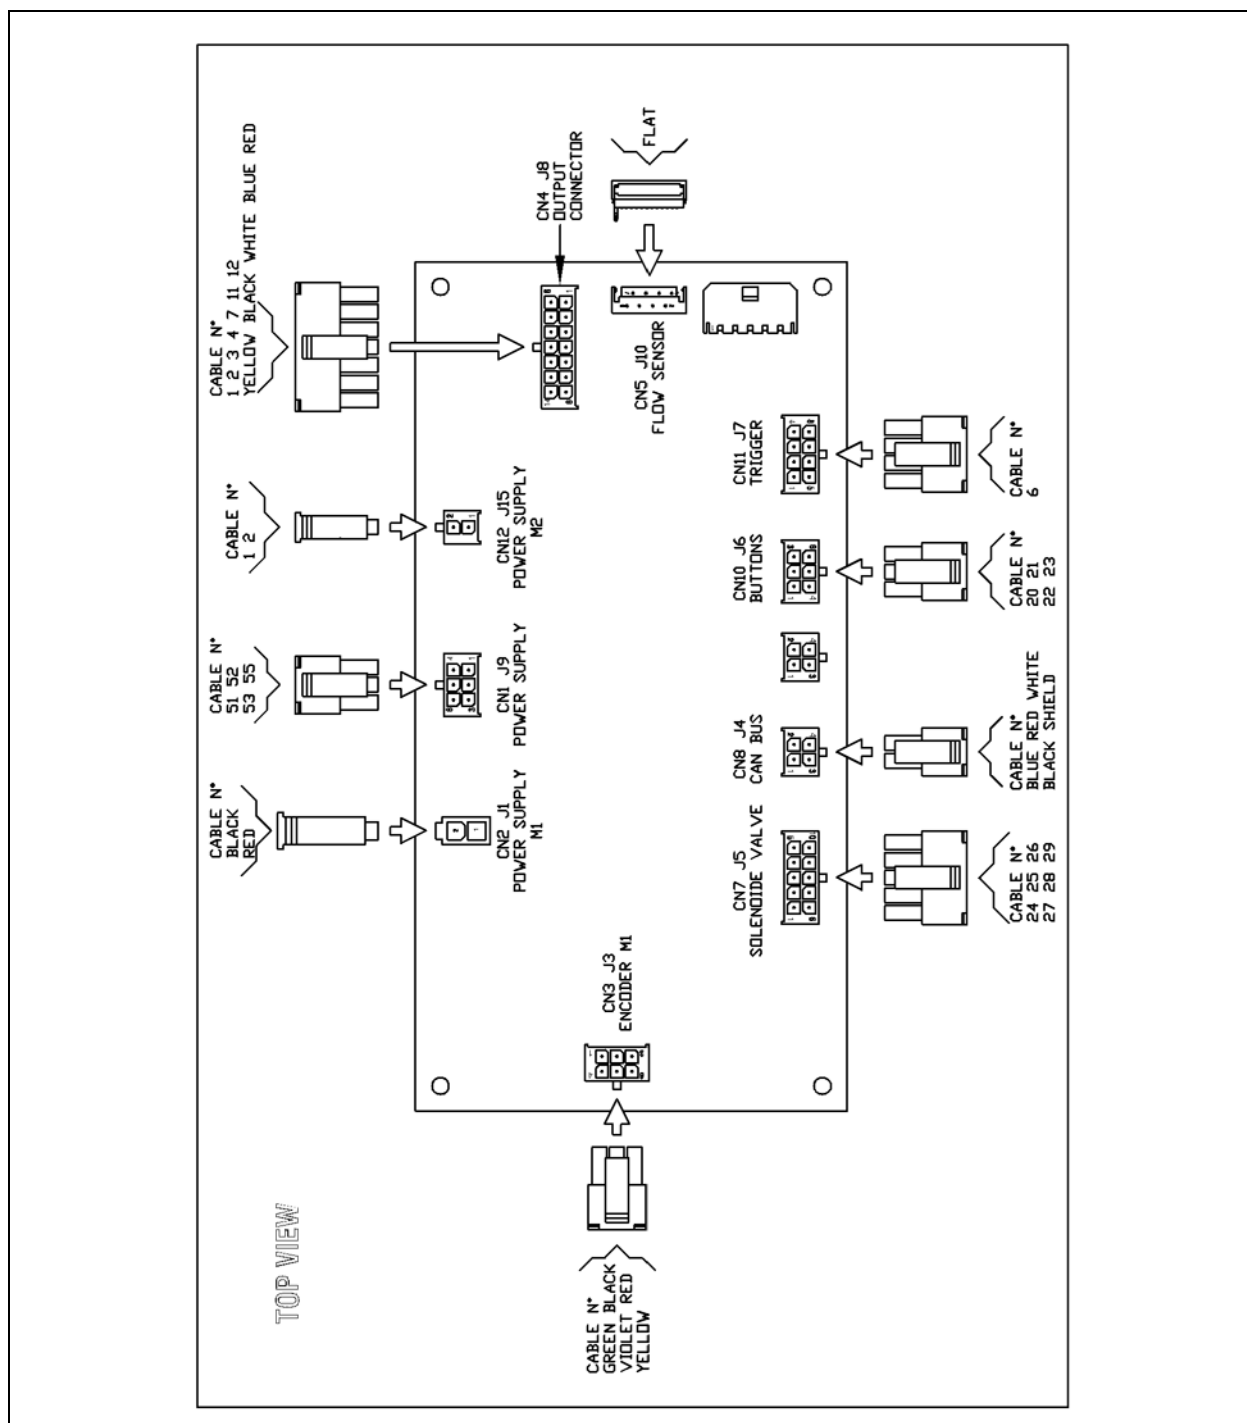 TOP VIEW
CABLE N°
BLACK
RED
CABLE N°
51 52
53 55
CABLE N°
1 2
CABLE N°
1 2 3 4 7 11 12
YELLOW BLACK WHITE BLUE RED
CN2 J1
POWER SUPPLY
M1
CN1 J9
POWER SUPPLY
CN12 J15
POWER SUPPLY
M2
CN4 J8
OUTPUT
CONNECTOR
FLAT
CN5 J10
FLOW SENSOR
CABLE N°
GREEN BLACK
VIOLET RED
YELLOW
CN3 J3
ENCODER M1
CN7 J5
SOLENOIDE VALVE
CN8 J4
CAN BUS
CN10 J6
BUTTONS
CN11 J7
TRIGGER
CABLE N°
24 25 26
27 28 29
CABLE N°
BLUE RED WHITE
BLACK SHIELD
CABLE N°
20 21
22 23
CABLE N°
6